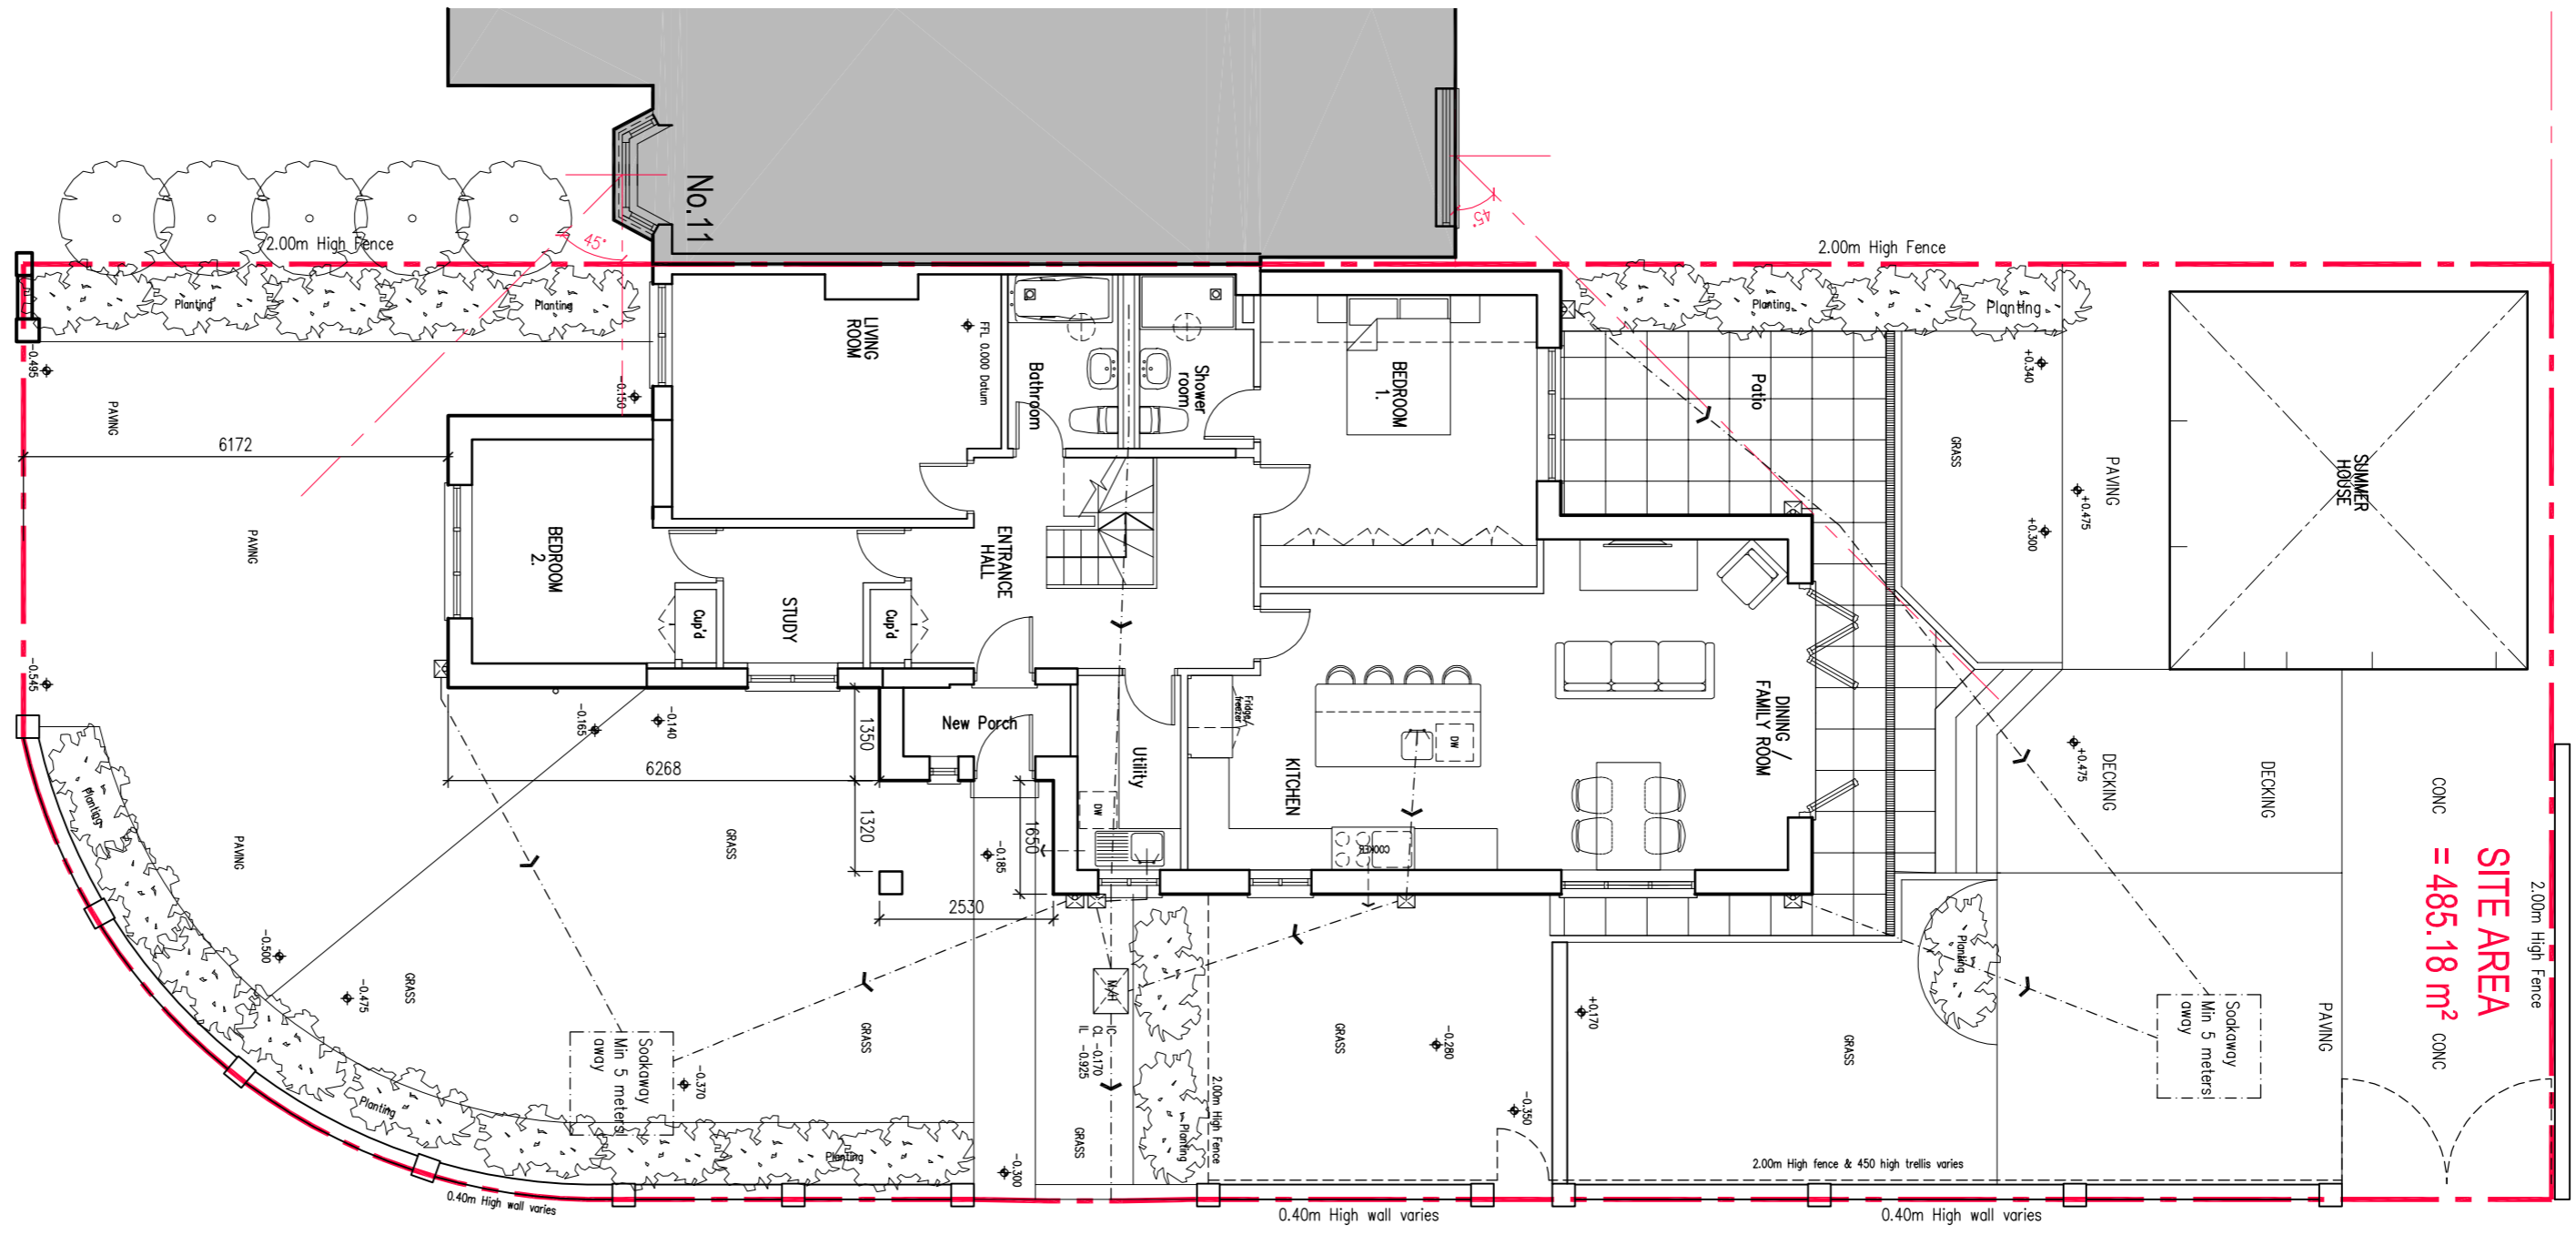 No.11
45°
45°
2.00m High Fence
2.00m High Fence
Planting
Planting
Planting
Planting
-0.495
PAVING
-0.150
6172
LIVING
ROOM
FFL 0.000 Datum
Bathroom
Shower
room
BEDROOM
1.
Patio
+0.340
GRASS
PAVING
+0.475
+0.300
SUMMER
HOUSE
PAVING
BEDROOM
2.
ENTRANCE
HALL
STUDY
Cup'd
Cup'd
-0.545
-0.165
-0.140
1350
New Porch
6268
1320
1650
2530
-0.185
Utility
DW
Fridge/
freezer
KITCHEN
DW
COOKER
DINING /
FAMILY ROOM
+0.475
DECKING
DECKING
CONC
SITE AREA
= 485.18 m²
2.00m High Fence
CONC
Planting
PAVING
GRASS
-0.500
-0.475
GRASS
GRASS
Soakaway
Min 5 meters
away
-0.370
Planting
Planting
M/H
IC
CL -0.170
IL -0.925
GRASS
-0.300
Planting
2.00m High Fence
GRASS
-0.280
-0.350
+0.170
GRASS
Planting
Soakaway
Min 5 meters
away
PAVING
2.00m High fence & 450 high trellis varies
0.40m High wall varies
0.40m High wall varies
0.40m High wall varies